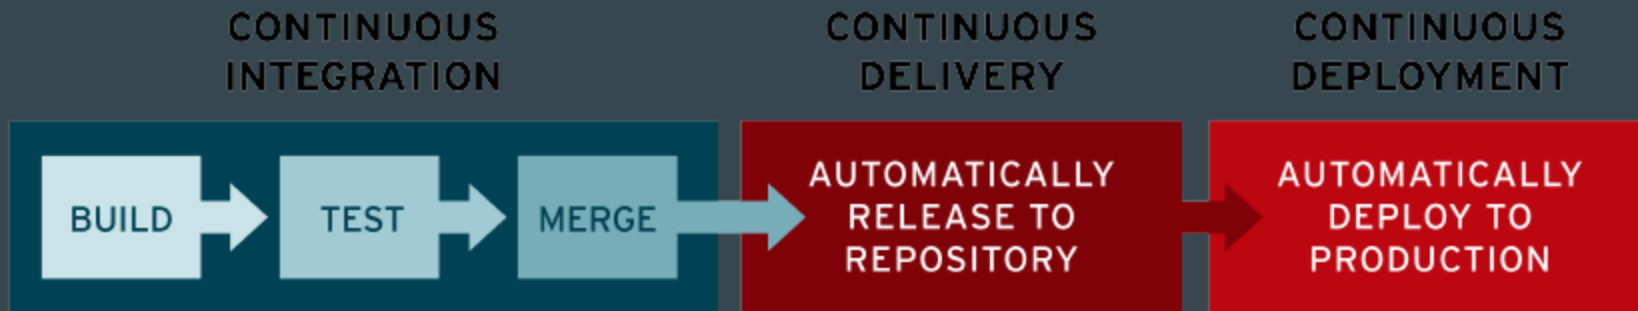 CONTINUOUS
INTEGRATION
CONTINUOUS
DELIVERY
CONTINUOUS
DEPLOYMENT
BUILD
TEST
MERGE
AUTOMATICALLY
RELEASE TO
REPOSITORY
AUTOMATICALLY
DEPLOY TO
PRODUCTION